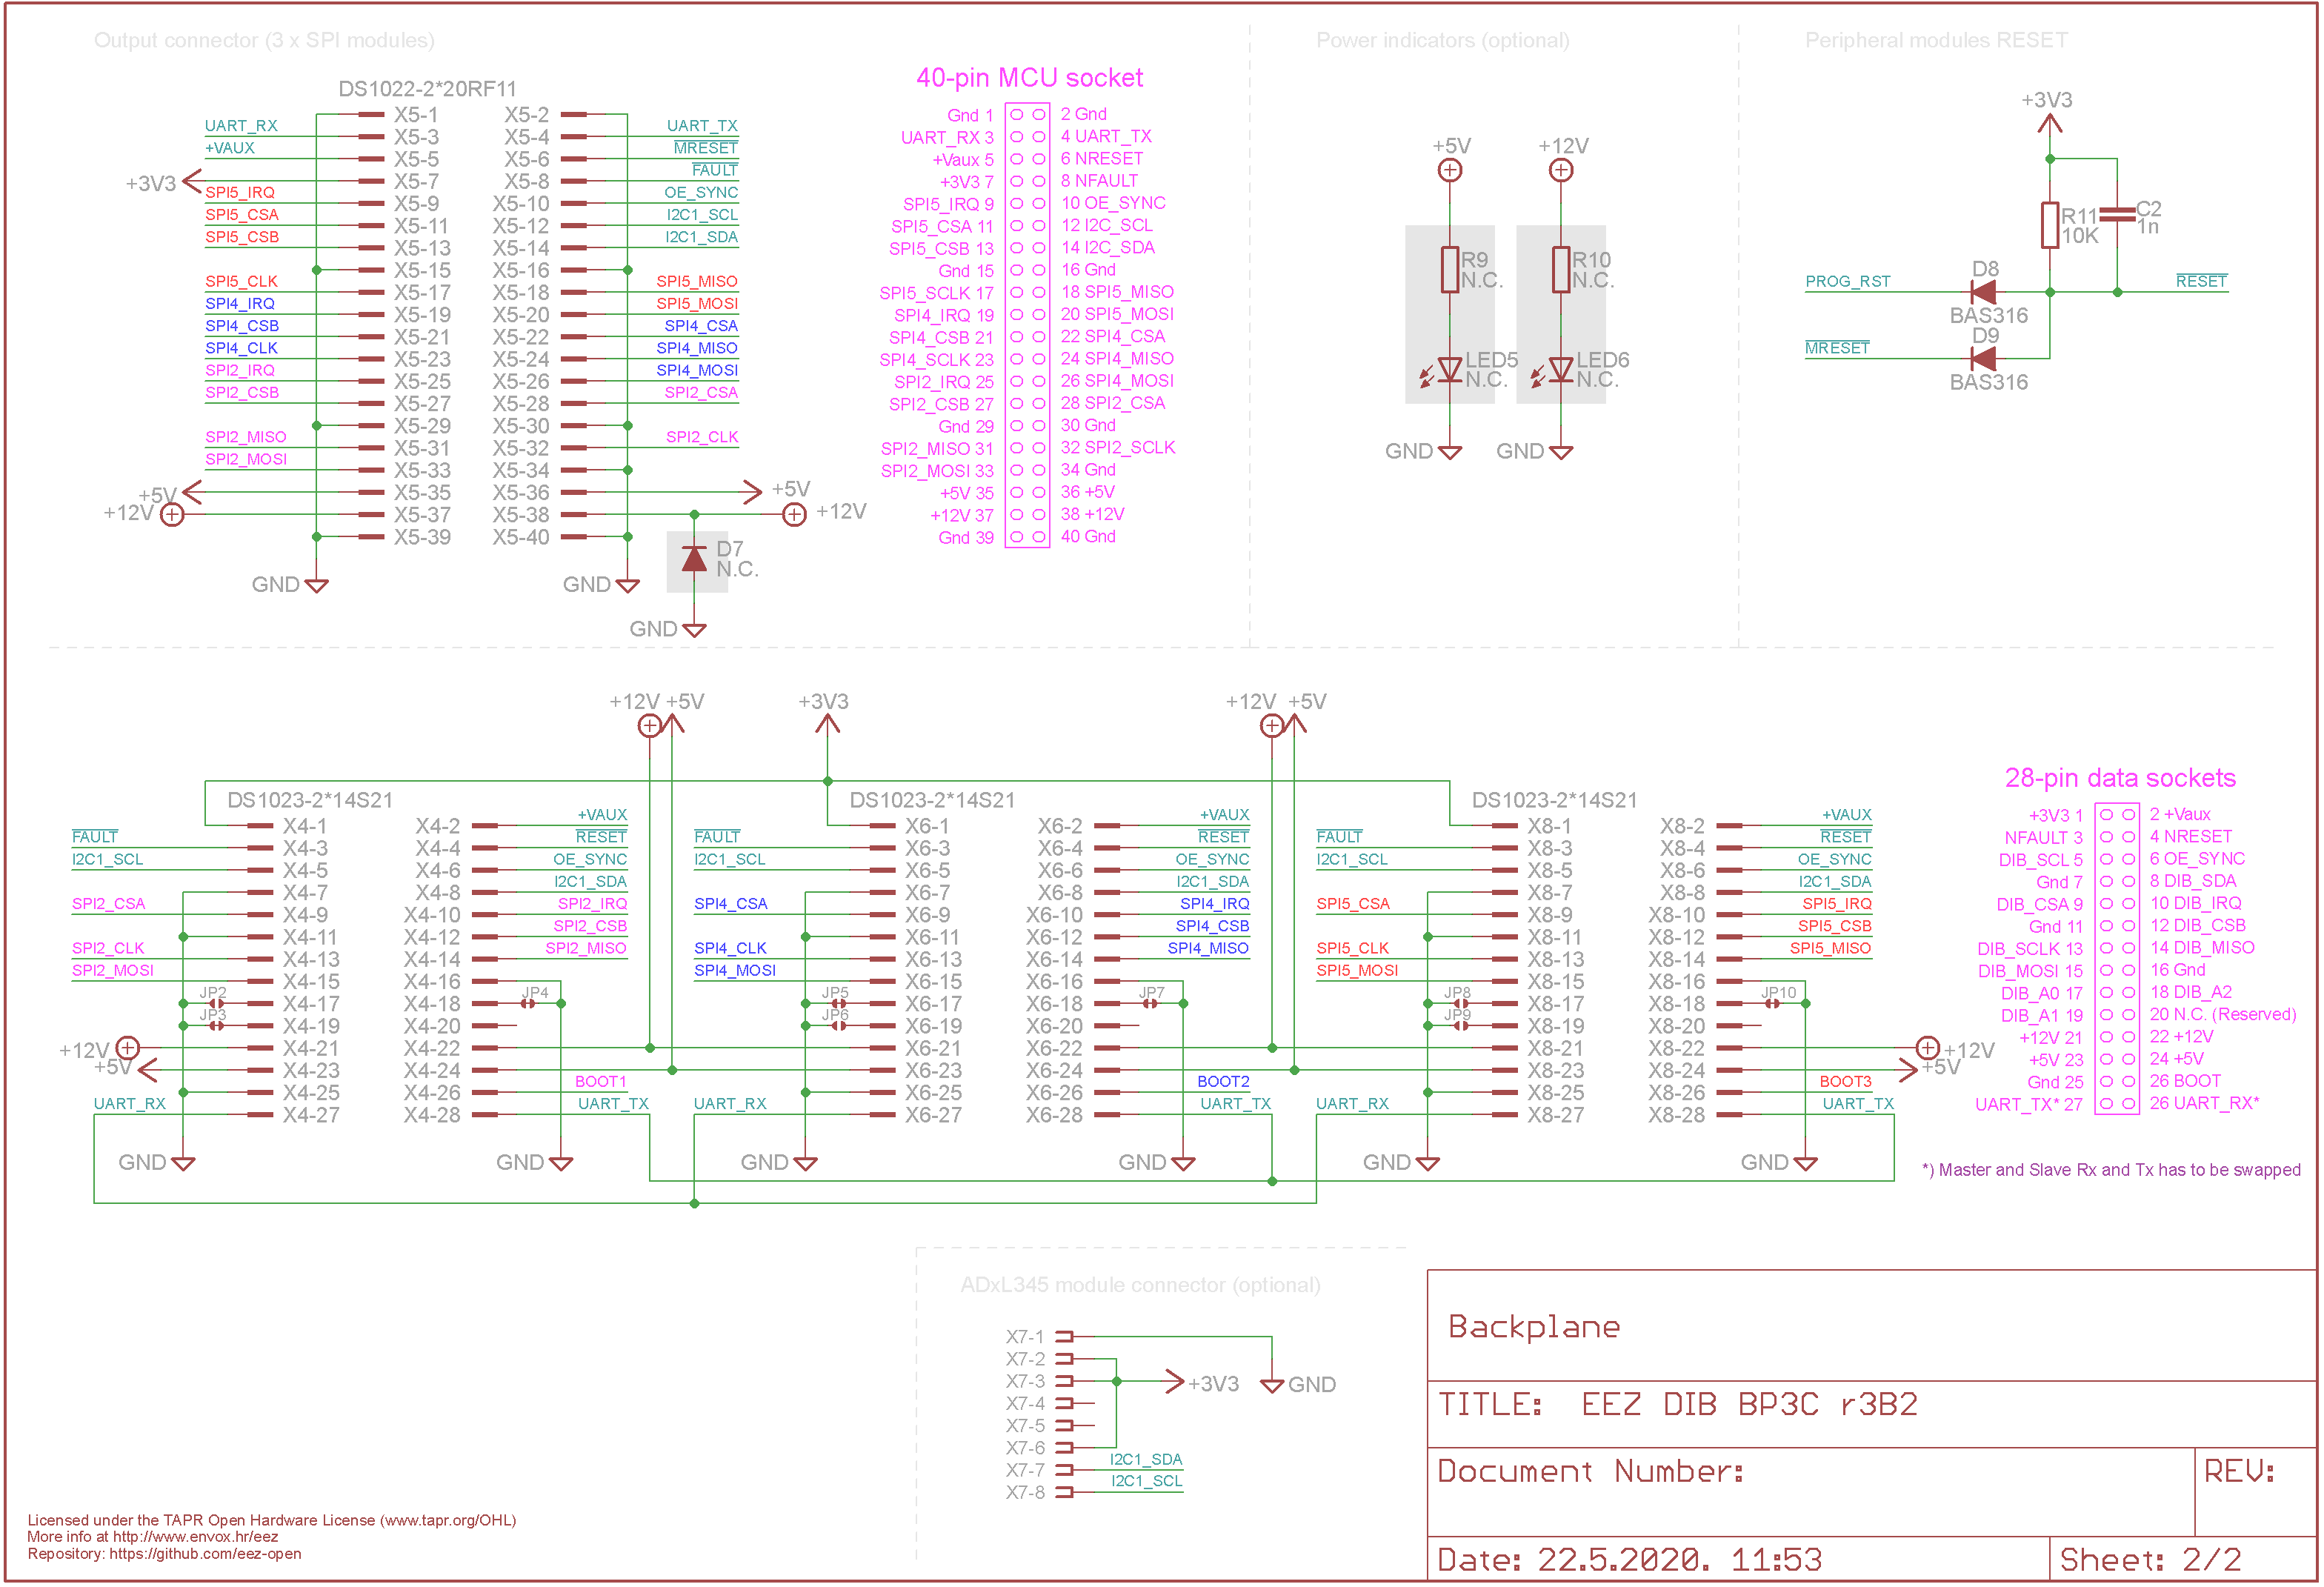 Output connector (3 x SPI modules)
DS1022-2*20RF11
X5-1 X5-2
UART_RX X5-3 X5-4 UART_TX
+VAUX X5-5 X5-6 MRESET
+3V3 X5-7 X5-8 FAULT
SPI5_IRQ X5-9 X5-10 OE_SYNC
SPI5_CSA X5-11 X5-12 I2C1_SCL
SPI5_CSB X5-13 X5-14 I2C1_SDA
X5-15 X5-16
SPI5_CLK X5-17 X5-18 SPI5_MISO
SPI4_IRQ X5-19 X5-20 SPI5_MOSI
SPI4_CSB X5-21 X5-22 SPI4_CSA
SPI4_CLK X5-23 X5-24 SPI4_MISO
SPI2_IRQ X5-25 X5-26 SPI4_MOSI
SPI2_CSB X5-27 X5-28 SPI2_CSA
X5-29 X5-30
SPI2_MISO X5-31 X5-32 SPI2_CLK
SPI2_MOSI X5-33 X5-34
+5V X5-35 X5-36 +5V
+12V X5-37 X5-38 +12V
X5-39 X5-40
D7
N.C.
GND GND
GND
40-pin MCU socket
Gnd 1 2 Gnd
UART_RX 3 4 UART_TX
+Vaux 5 6 NRESET
+3V3 7 8 NFAULT
SPI5_IRQ 9 10 OE_SYNC
SPI5_CSA 11 12 I2C_SCL
SPI5_CSB 13 14 I2C_SDA
Gnd 15 16 Gnd
SPI5_SCLK 17 18 SPI5_MISO
SPI4_IRQ 19 20 SPI5_MOSI
SPI4_CSB 21 22 SPI4_CSA
SPI4_SCLK 23 24 SPI4_MISO
SPI2_IRQ 25 26 SPI4_MOSI
SPI2_CSB 27 28 SPI2_CSA
Gnd 29 30 Gnd
SPI2_MISO 31 32 SPI2_SCLK
SPI2_MOSI 33 34 Gnd
+5V 35 36 +5V
+12V 37 38 +12V
Gnd 39 40 Gnd
Power indicators (optional)
+5V +12V
R9 R10
N.C. N.C.
LED5 LED6
N.C. N.C.
GND GND
Peripheral modules RESET
+3V3
R11 C2
10K 1n
PROG_RST D8 RESET
BAS316
MRESET D9
BAS316
+12V +5V +3V3 +12V +5V
DS1023-2*14S21
X4-1 X4-2 +VAUX
FAULT X4-3 X4-4 RESET
I2C1_SCL X4-5 X4-6 OE_SYNC
X4-7 X4-8 I2C1_SDA
SPI2_CSA X4-9 X4-10 SPI2_IRQ
X4-11 X4-12 SPI2_CSB
SPI2_CLK X4-13 X4-14 SPI2_MISO
SPI2_MOSI X4-15 X4-16
JP2 X4-17 X4-18 JP4
JP3 X4-19 X4-20
+12V X4-21 X4-22
+5V X4-23 X4-24
X4-25 X4-26 BOOT1
UART_RX X4-27 X4-28 UART_TX
GND GND
DS1023-2*14S21
X6-1 X6-2 +VAUX
FAULT X6-3 X6-4 RESET
I2C1_SCL X6-5 X6-6 OE_SYNC
X6-7 X6-8 I2C1_SDA
SPI4_CSA X6-9 X6-10 SPI4_IRQ
X6-11 X6-12 SPI4_CSB
SPI4_CLK X6-13 X6-14 SPI4_MISO
SPI4_MOSI X6-15 X6-16
JP5 X6-17 X6-18 JP7
JP6 X6-19 X6-20
X6-21 X6-22
X6-23 X6-24
X6-25 X6-26 BOOT2
UART_RX X6-27 X6-28 UART_TX
GND GND
DS1023-2*14S21
X8-1 X8-2 +VAUX
FAULT X8-3 X8-4 RESET
I2C1_SCL X8-5 X8-6 OE_SYNC
X8-7 X8-8 I2C1_SDA
SPI5_CSA X8-9 X8-10 SPI5_IRQ
X8-11 X8-12 SPI5_CSB
SPI5_CLK X8-13 X8-14 SPI5_MISO
SPI5_MOSI X8-15 X8-16
JP8 X8-17 X8-18 JP10
JP9 X8-19 X8-20
X8-21 X8-22 +12V
X8-23 X8-24 +5V
X8-25 X8-26 BOOT3
UART_RX X8-27 X8-28 UART_TX
GND GND
28-pin data sockets
+3V3 1 2 +Vaux
NFAULT 3 4 NRESET
DIB_SCL 5 6 OE_SYNC
Gnd 7 8 DIB_SDA
DIB_CSA 9 10 DIB_IRQ
Gnd 11 12 DIB_CSB
DIB_SCLK 13 14 DIB_MISO
DIB_MOSI 15 16 Gnd
DIB_A0 17 18 DIB_A2
DIB_A1 19 20 N.C. (Reserved)
+12V 21 22 +12V
+5V 23 24 +5V
Gnd 25 26 BOOT
UART_TX* 27 26 UART_RX*
*) Master and Slave Rx and Tx has to be swapped
ADxL345 module connector (optional)
X7-1
X7-2
X7-3 +3V3 GND
X7-4
X7-5
X7-6
X7-7 I2C1_SDA
X7-8 I2C1_SCL
Backplane
TITLE: EEZ DIB BP3C r3B2
Document Number: REV:
Date: 22.5.2020. 11:53 Sheet: 2/2
Licensed under the TAPR Open Hardware License (www.tapr.org/OHL)
More info at http://www.envox.hr/eez
Repository: https://github.com/eez-open